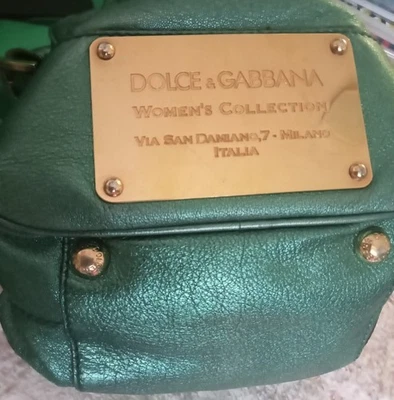 DOLCE & GABBANA
WOMEN'S COLLECTION
VIA SAN DAMIANO, 7 - MILANO
ITALIA